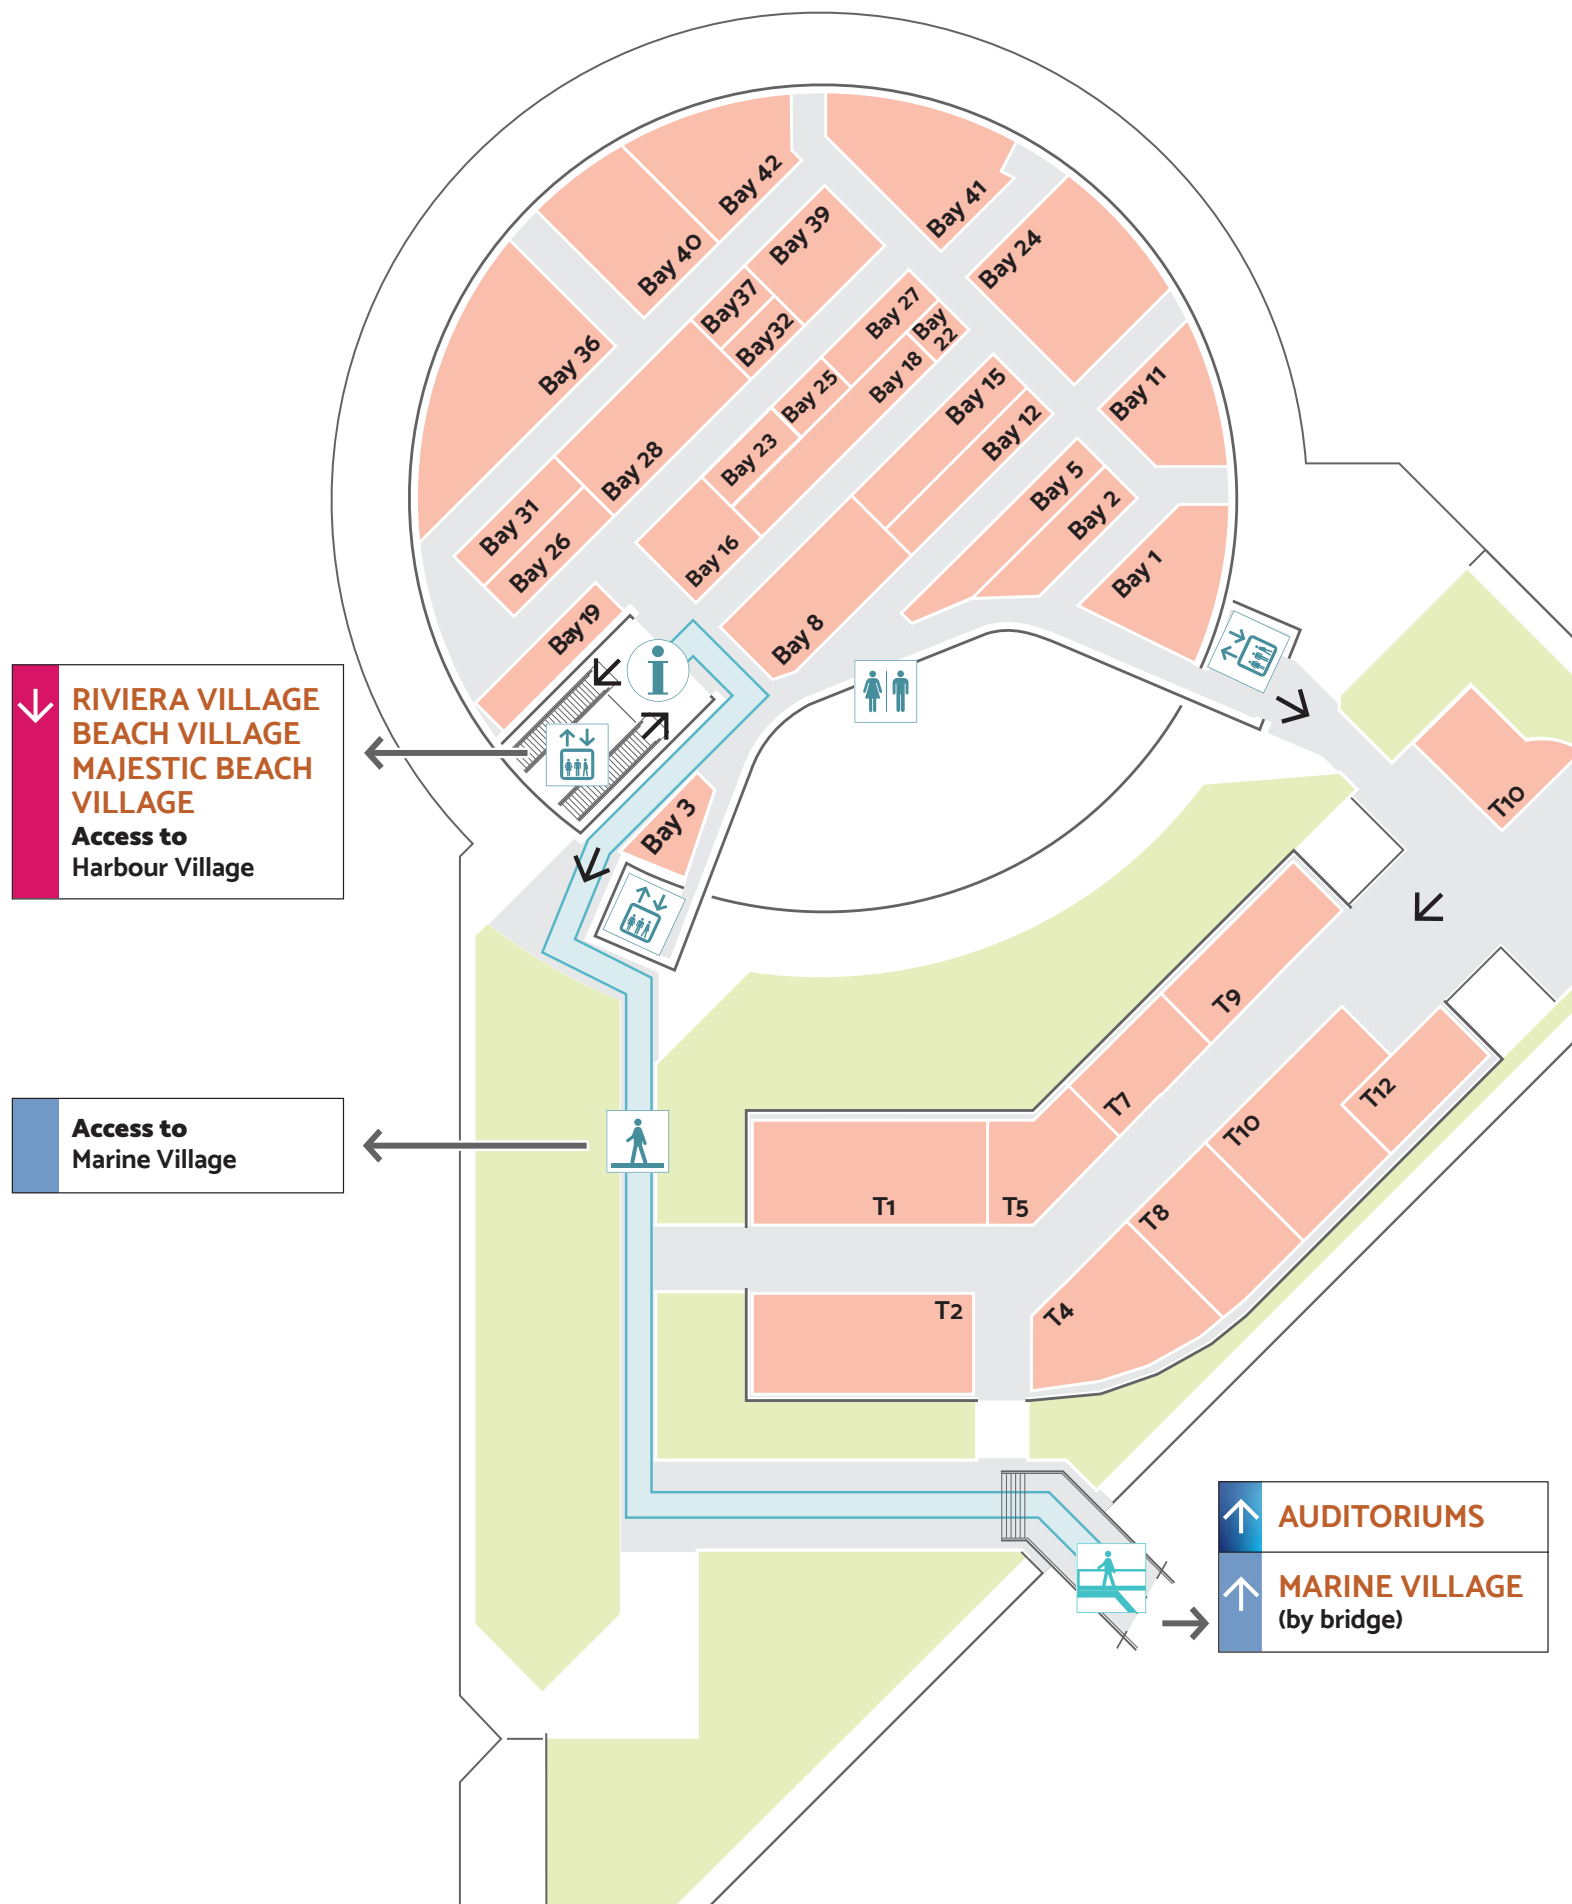 Bay 42
Bay 41
Bay 39
Bay 40
Bay 24
Bay37
Bay32
Bay 27
Bay
22
Bay 36
Bay 25
Bay 18
Bay 15
Bay 11
Bay 12
Bay 28
Bay 23
Bay 5
Bay 2
Bay 31
Bay 26
Bay 16
Bay 1
Bay19
Bay 8
RIVIERA VILLAGE
BEACH VILLAGE
MAJESTIC BEACH
VILLAGE
Access to
Harbour Village
Bay 3
T10
T9
T7
T12
T10
Access to
Marine Village
T1
T5
T8
T2
T4
AUDITORIUMS
MARINE VILLAGE
(by bridge)